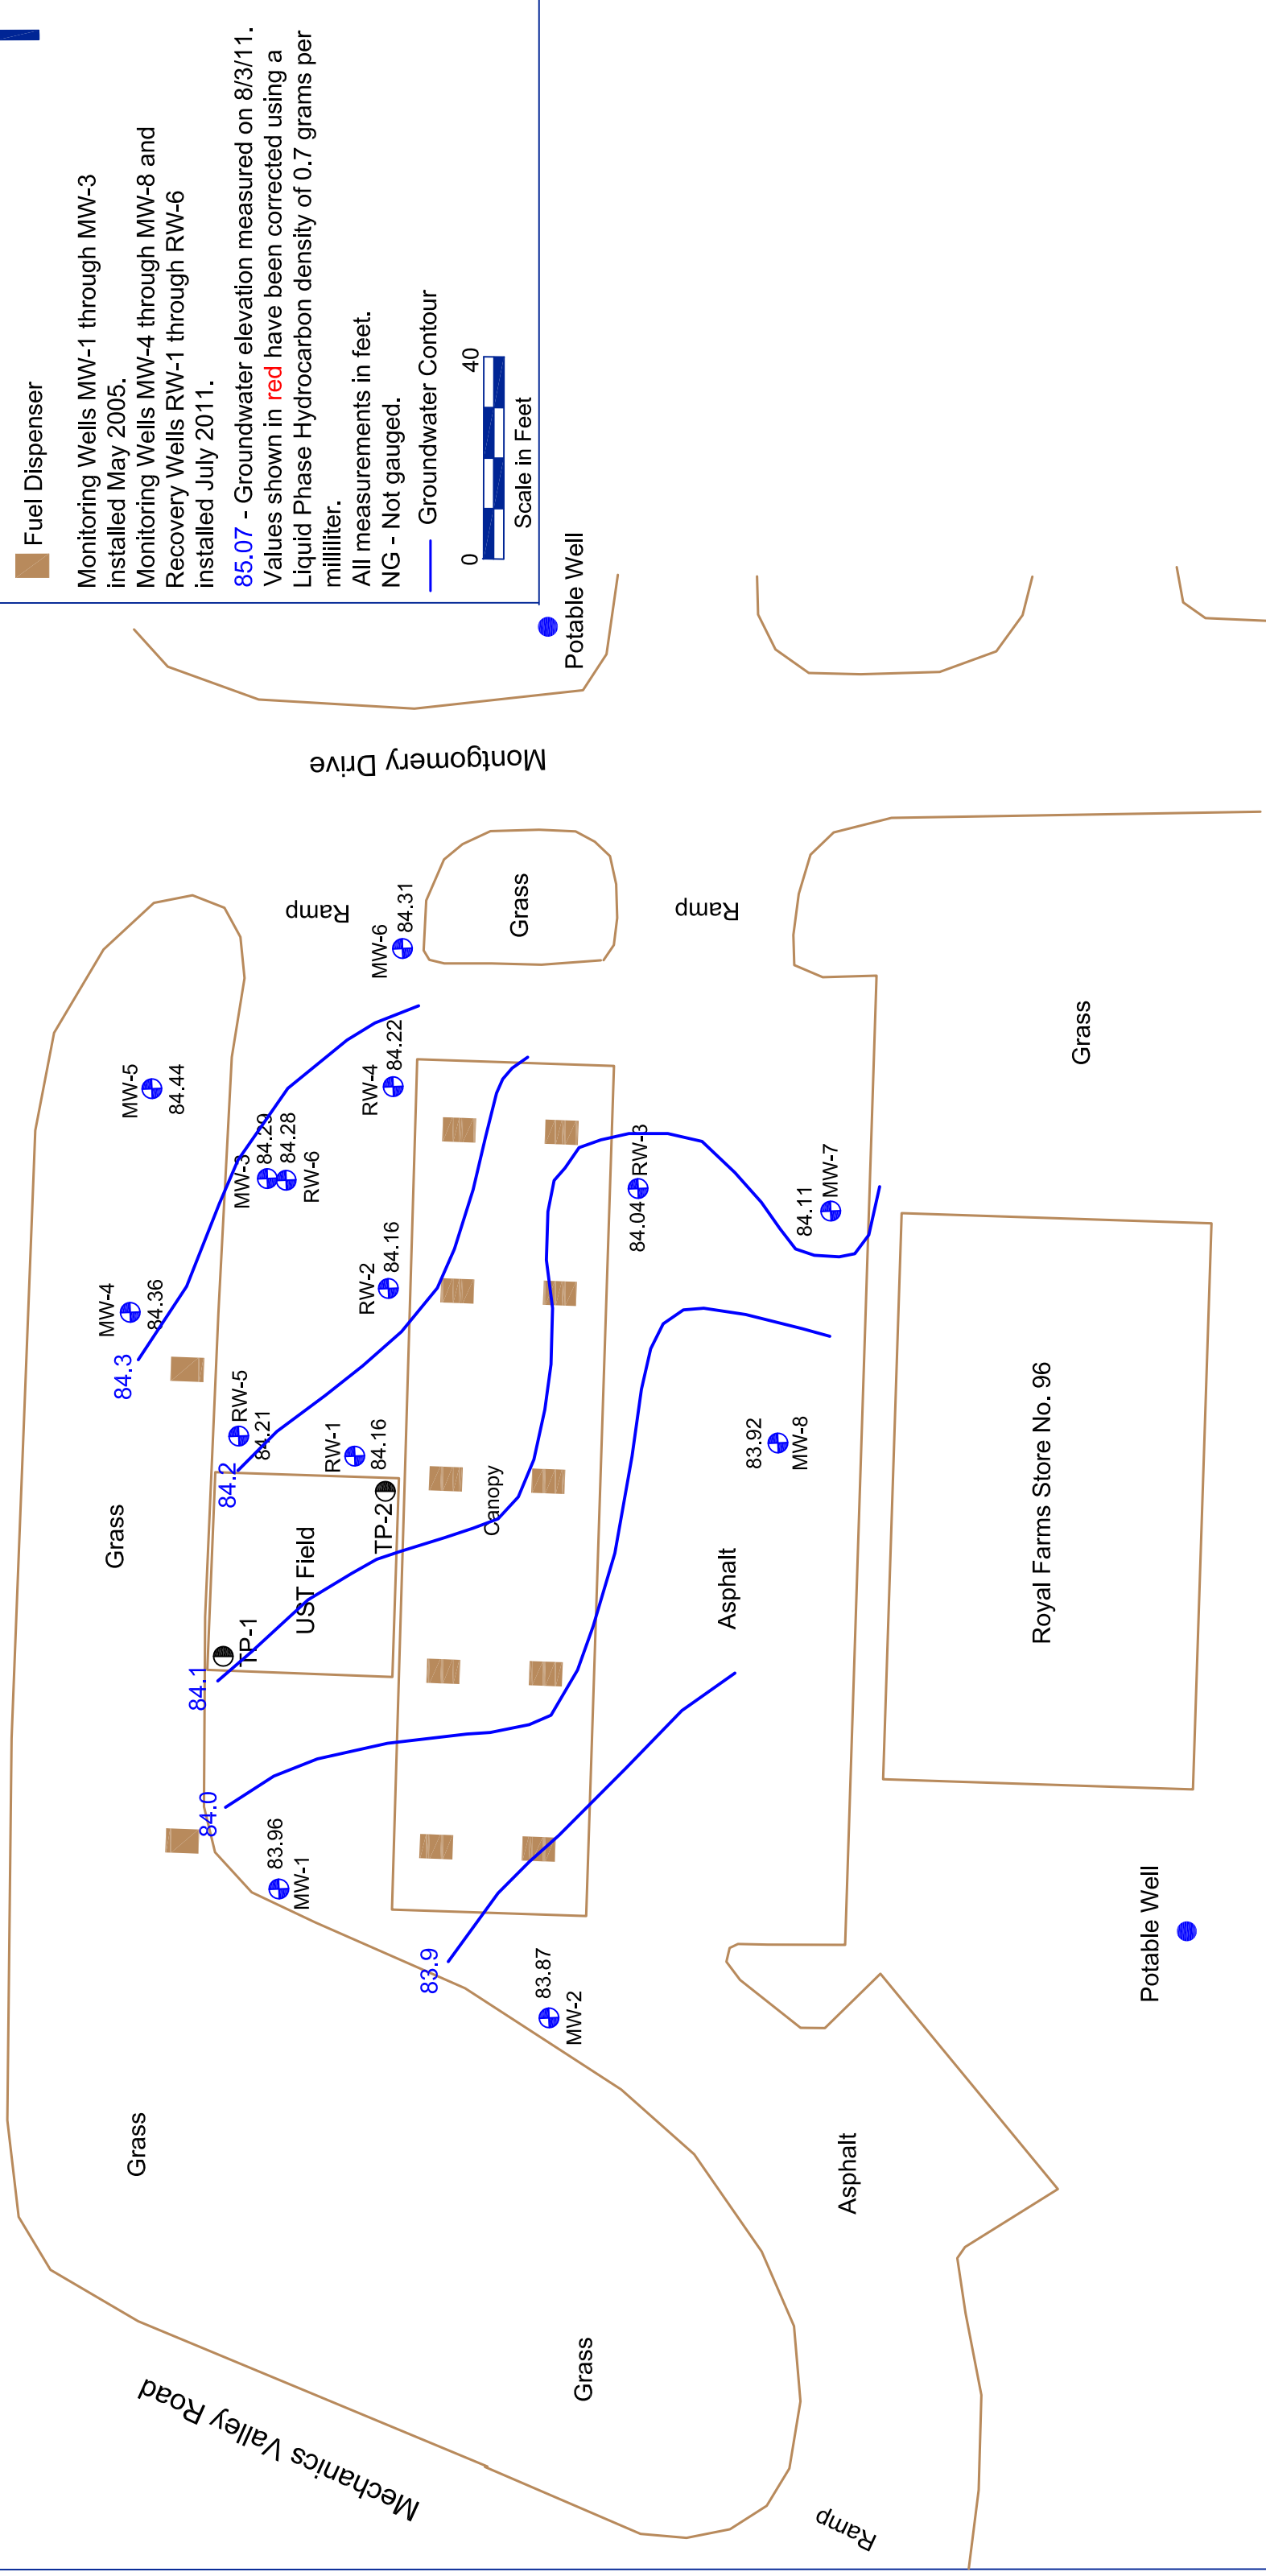 Fuel Dispenser
Monitoring Wells MW-1 through MW-3
installed May 2005.
Monitoring Wells MW-4 through MW-8 and
Recovery Wells RW-1 through RW-6
installed July 2011.
85.07 - Groundwater elevation measured on 8/3/11.
Values shown in red have been corrected using a
Liquid Phase Hydrocarbon density of 0.7 grams per
milliliter.
All measurements in feet.
NG - Not gauged.
Groundwater Contour
0 40
Scale in Feet
Potable Well
Montgomery Drive
Ramp
Ramp
Grass
MW-6
84.31
MW-5
84.44
RW-4
84.22
MW-3
84.29
84.28
RW-6
Grass
MW-4
84.36
84.3
RW-2
84.16
84.04
RW-3
84.11
MW-7
RW-5
84.21
84.2
RW-1
84.16
TP-2
Canopy
83.92
MW-8
Grass
UST Field
TP-1
84.1
Asphalt
Royal Farms Store No. 96
84.0
83.96
MW-1
83.9
83.87
MW-2
Potable Well
Grass
Asphalt
Grass
Mechanics Valley Road
Ramp